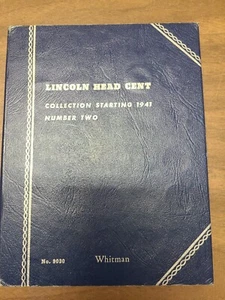 LINCOLN HEAD CENT
COLLECTION STARTING 1941
NUMBER TWO
No. 9030
Whitman